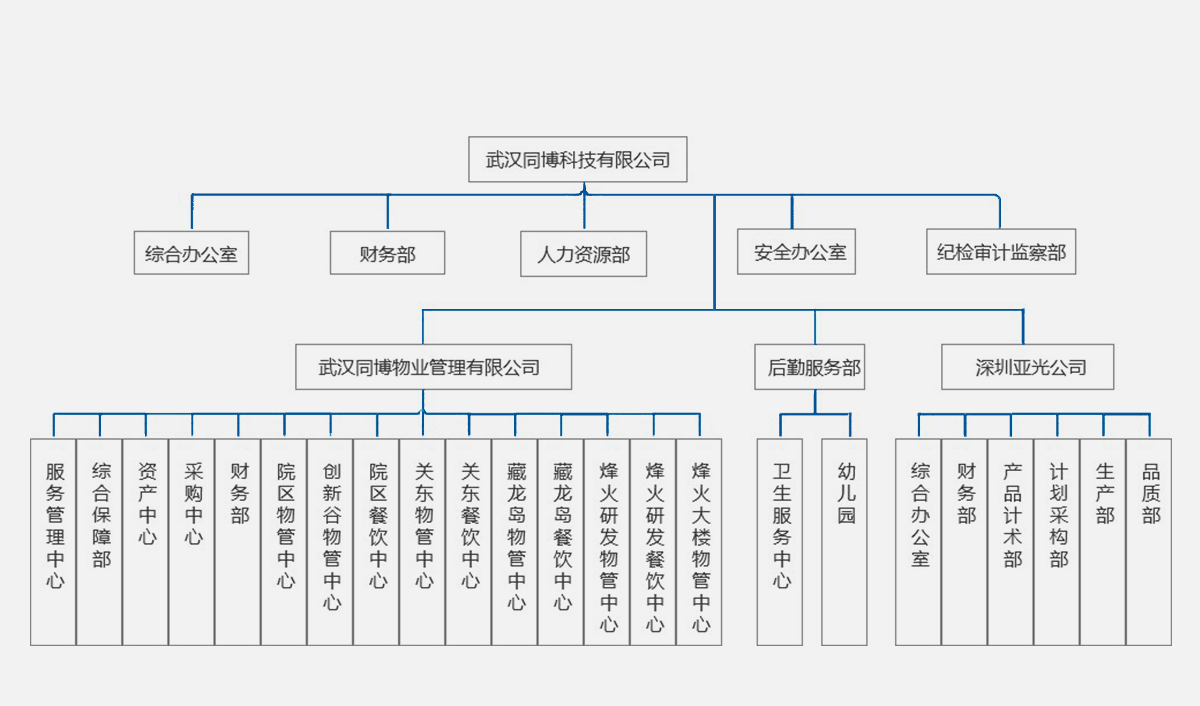 武汉同博科技有限公司
综合办公室
财务部
人力资源部
安全办公室
纪检审计监察部
武汉同博物业管理有限公司
后勤服务部
深圳亚光公司
服务管理中心
综合保障部
资产中心
采购中心
财务部
院区物管中心
创新谷物管中心
院区餐饮中心
关东物管中心
关东餐饮中心
藏龙岛物管中心
藏龙岛餐饮中心
烽火研发物管中心
烽火研发餐饮中心
烽火大楼物管中心
卫生服务中心
幼儿园
综合办公室
财务部
产品计术部
计划采构部
生产部
品质部